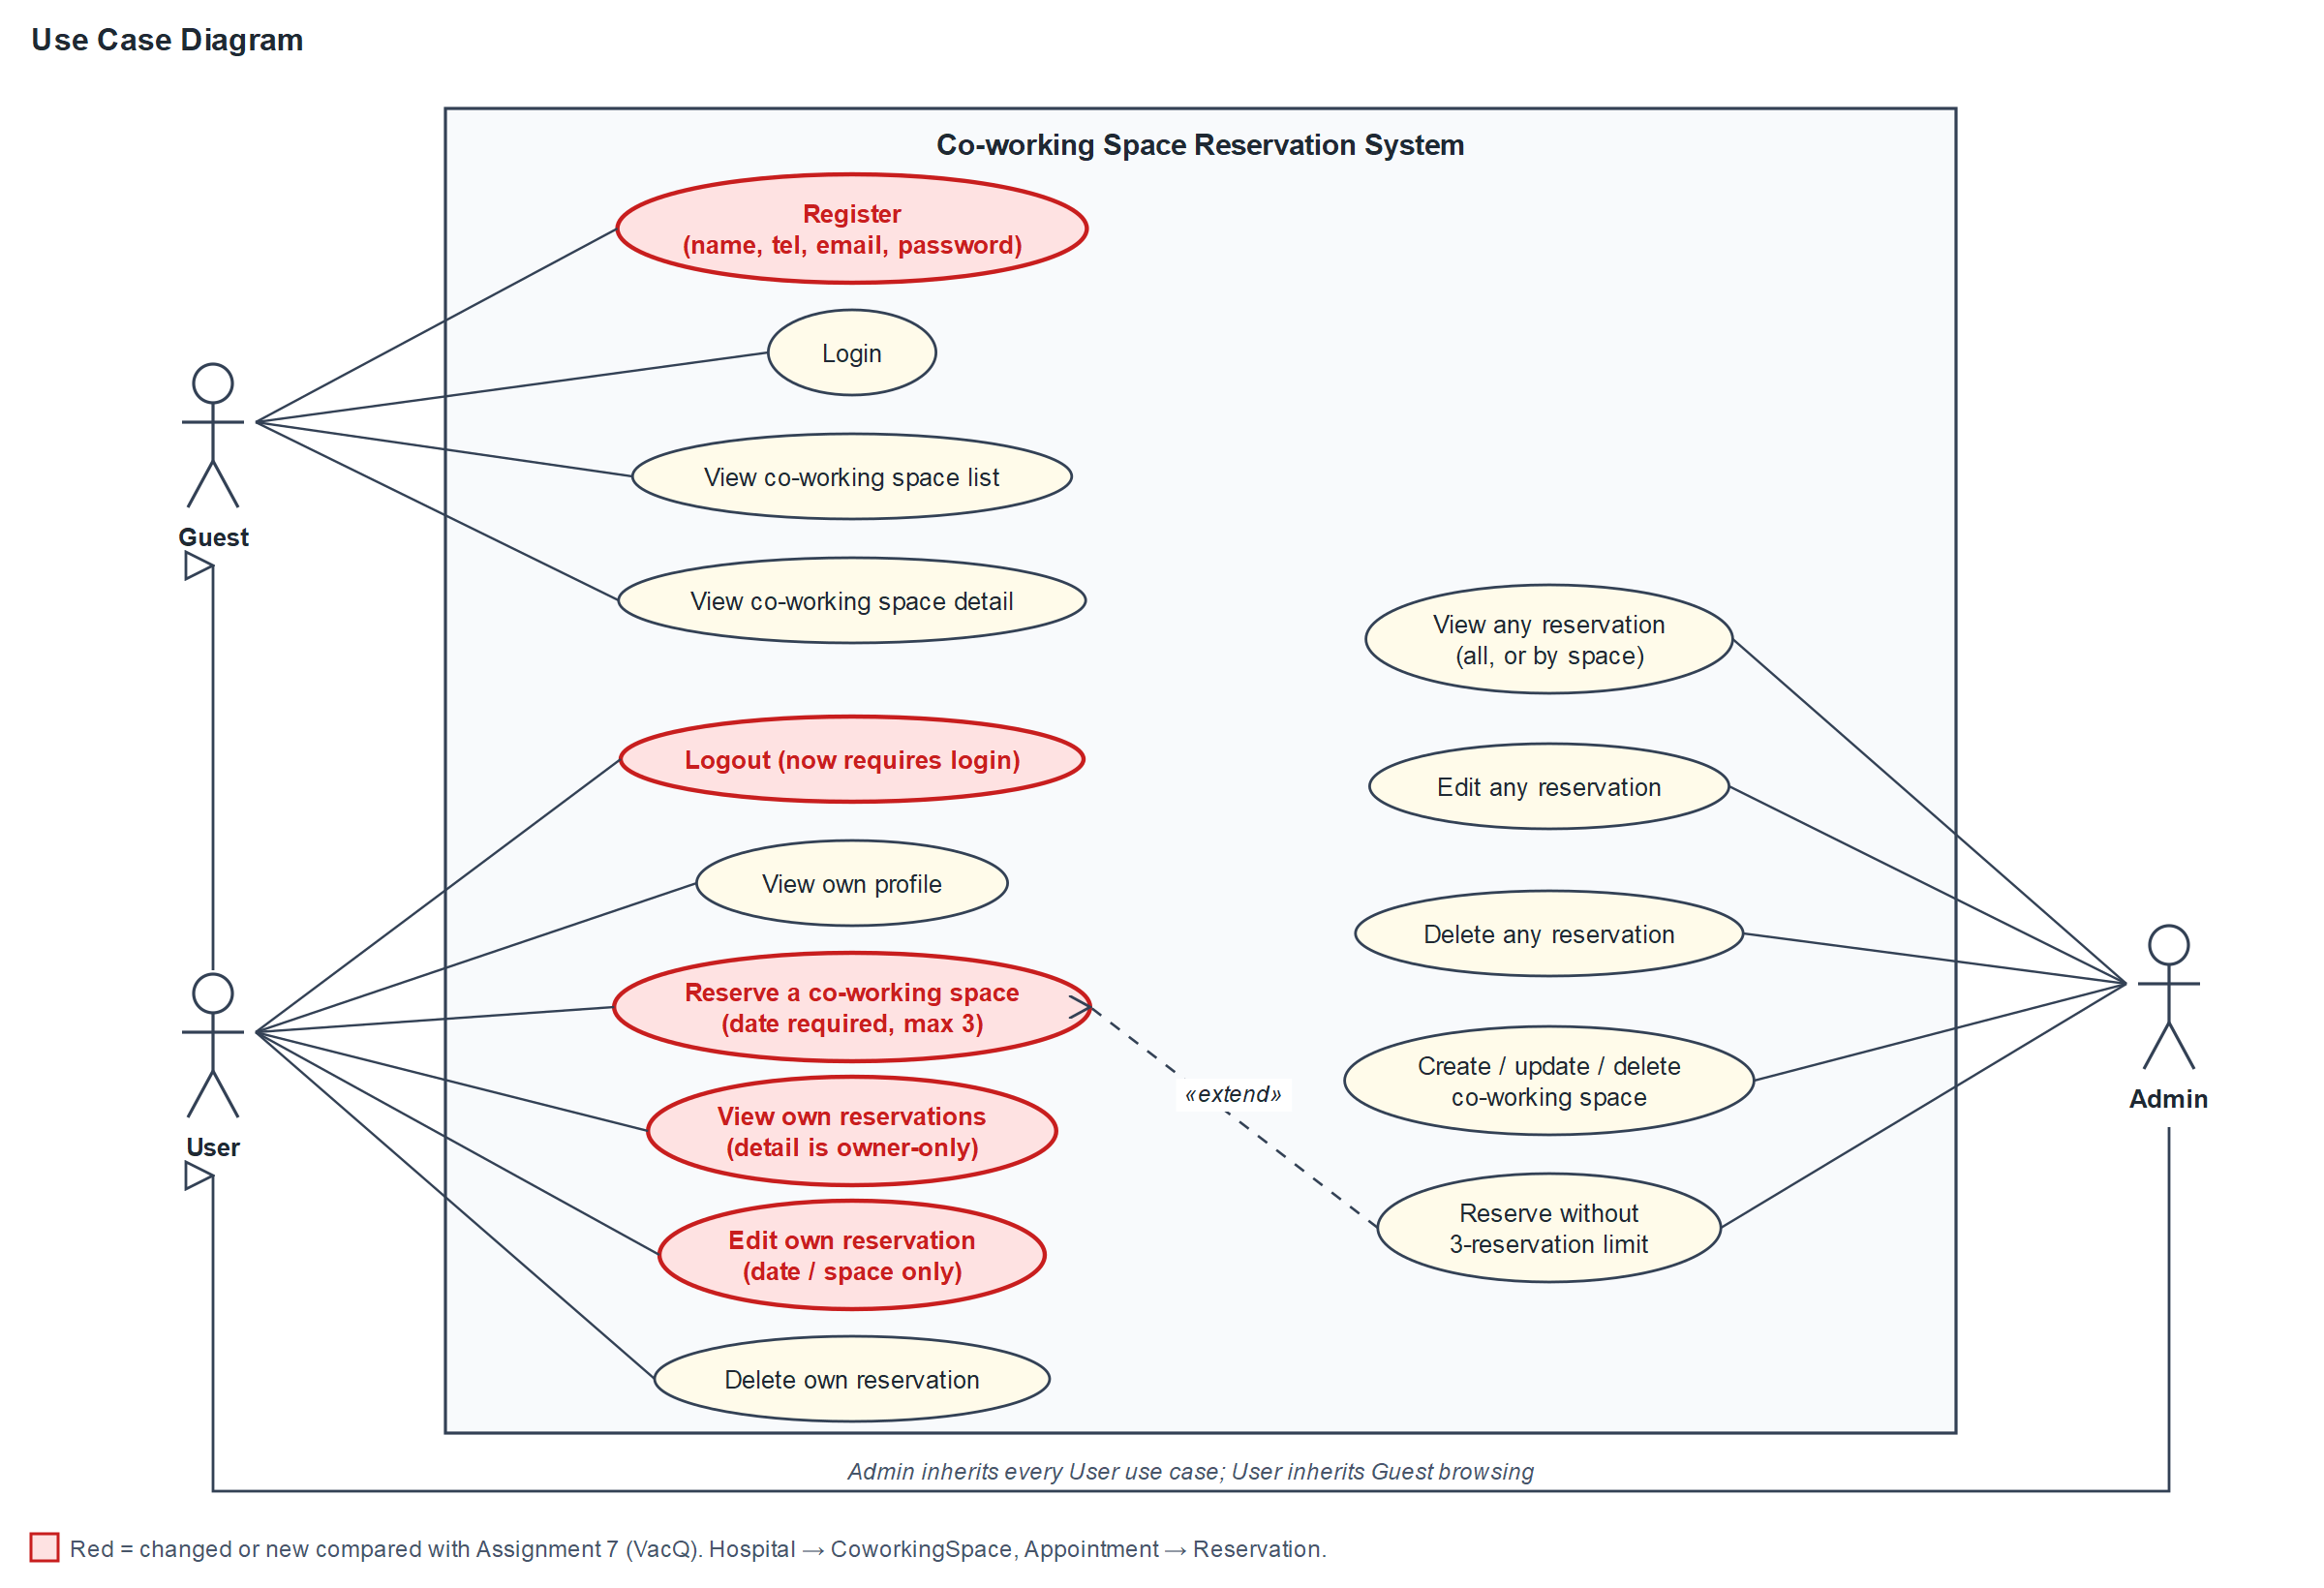 Use Case Diagram
Co-working Space Reservation System
Register
(name, tel, email, password)
Login
View co-working space list
Guest
View co-working space detail
View any reservation
(all, or by space)
Logout (now requires login)
Edit any reservation
View own profile
Delete any reservation
Reserve a co-working space
(date required, max 3)
«extend»
Create / update / delete
co-working space
Admin
View own reservations
(detail is owner-only)
User
Reserve without
3-reservation limit
Edit own reservation
(date / space only)
Delete own reservation
Admin inherits every User use case; User inherits Guest browsing
Red = changed or new compared with Assignment 7 (VacQ). Hospital → CoworkingSpace, Appointment → Reservation.